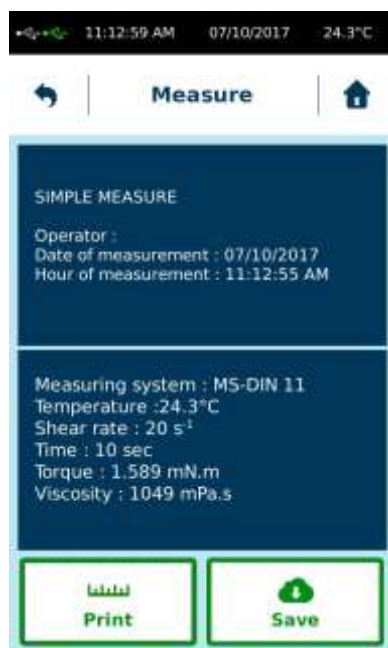 11:12:59 AM 07/10/2017 24.3°C
Measure
SIMPLE MEASURE
Operator :
Date of measurement : 07/10/2017
Hour of measurement : 11:12:55 AM
Measuring system : MS-DIN 11
Temperature :24.3°C
Shear rate : 20 s⁻¹
Time : 10 sec
Torque : 1.589 mN.m
Viscosity : 1049 mPa.s
Print Save